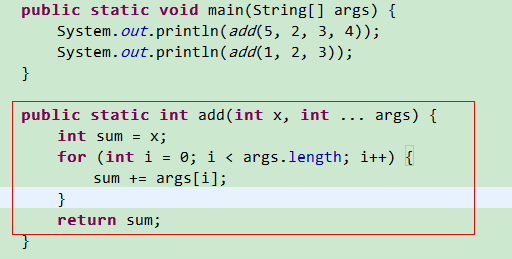 public static void main(String[] args) {
    System.out.println(add(5, 2, 3, 4));
    System.out.println(add(1, 2, 3));
}
public static int add(int x, int ... args) {
    int sum = x;
    for (int i = 0; i < args.length; i++) {
        sum += args[i];
    }
    return sum;
}